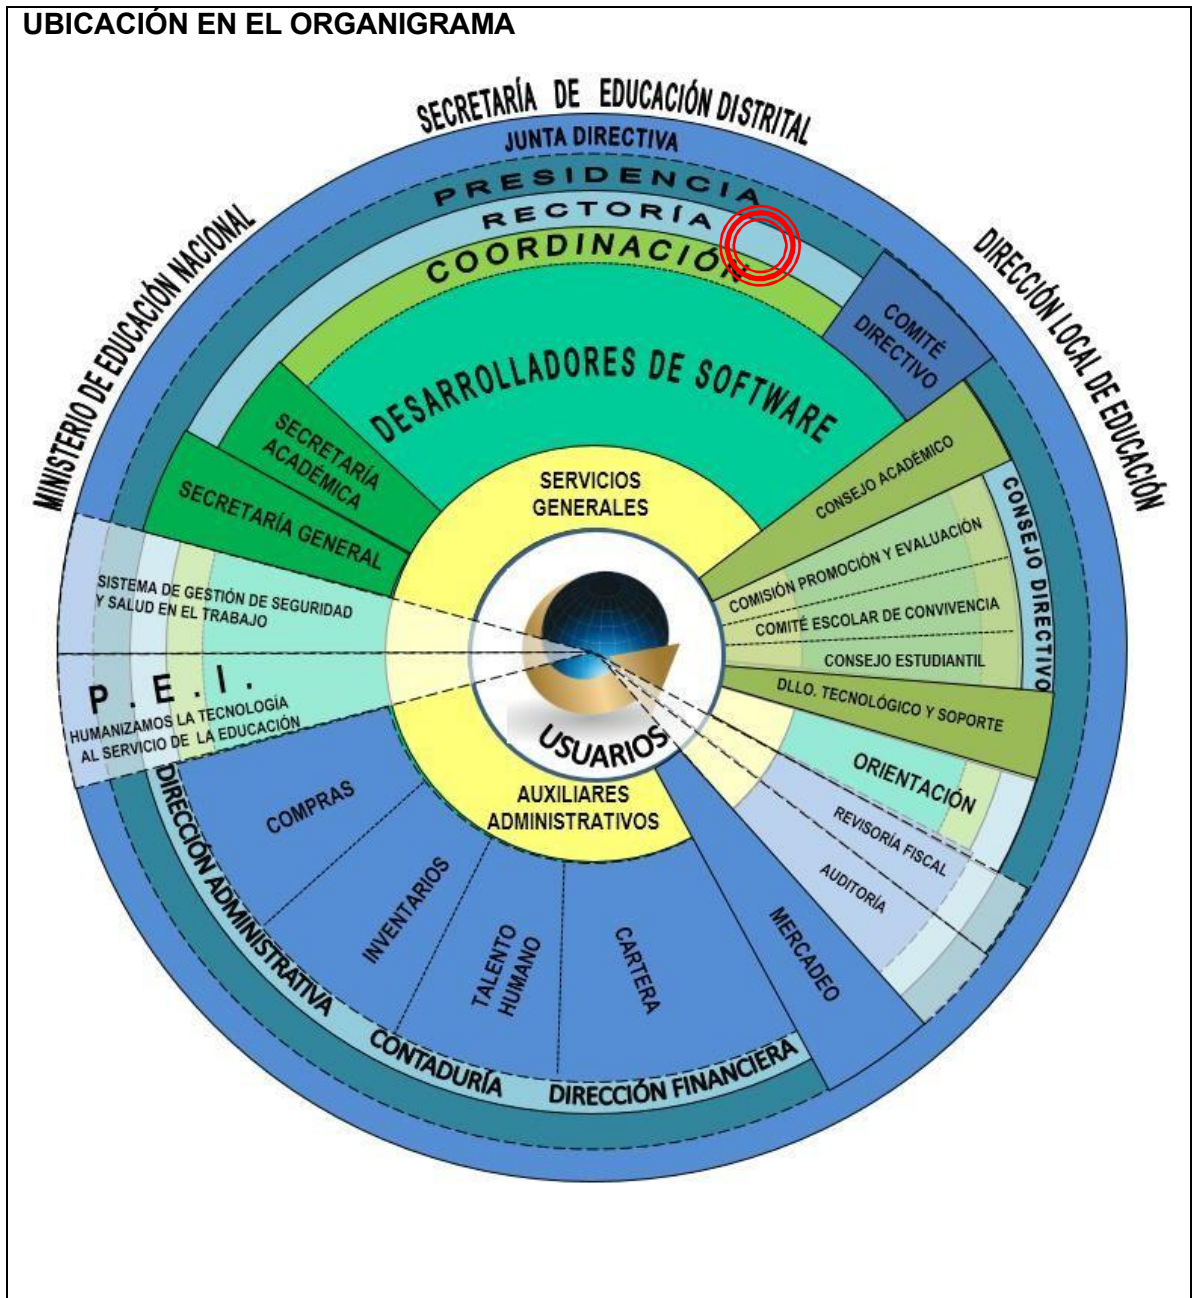 UBICACIÓN EN EL ORGANIGRAMA
SECRETARÍA DE EDUCACIÓN DISTRITAL
MINISTERIO DE EDUCACIÓN NACIONAL
DIRECCIÓN LOCAL DE EDUCACIÓN
JUNTA DIRECTIVA
PRESIDENCIA
RECTORÍA
COORDINACIÓN
DESARROLLADORES DE SOFTWARE
COMITÉ
DIRECTIVO
SECRETARÍA
ACADÉMICA
SECRETARÍA GENERAL
SERVICIOS
GENERALES
CONSEJO ACADÉMICO
CONSEJO DIRECTIVO
COMISIÓN PROMOCIÓN Y EVALUACIÓN
COMITÉ ESCOLAR DE CONVIVENCIA
CONSEJO ESTUDIANTIL
DLLO. TECNOLÓGICO Y SOPORTE
SISTEMA DE GESTIÓN DE SEGURIDAD
Y SALUD EN EL TRABAJO
P.E.I.
HUMANIZAMOS LA TECNOLOGÍA
AL SERVICIO DE LA EDUCACIÓN
USUARIOS
ORIENTACIÓN
REVISORÍA FISCAL
AUDITORÍA
AUXILIARES
ADMINISTRATIVOS
COMPRAS
INVENTARIOS
TALENTO
HUMANO
CARTERA
MERCADEO
DIRECCIÓN ADMINISTRATIVA
CONTADURÍA
DIRECCIÓN FINANCIERA